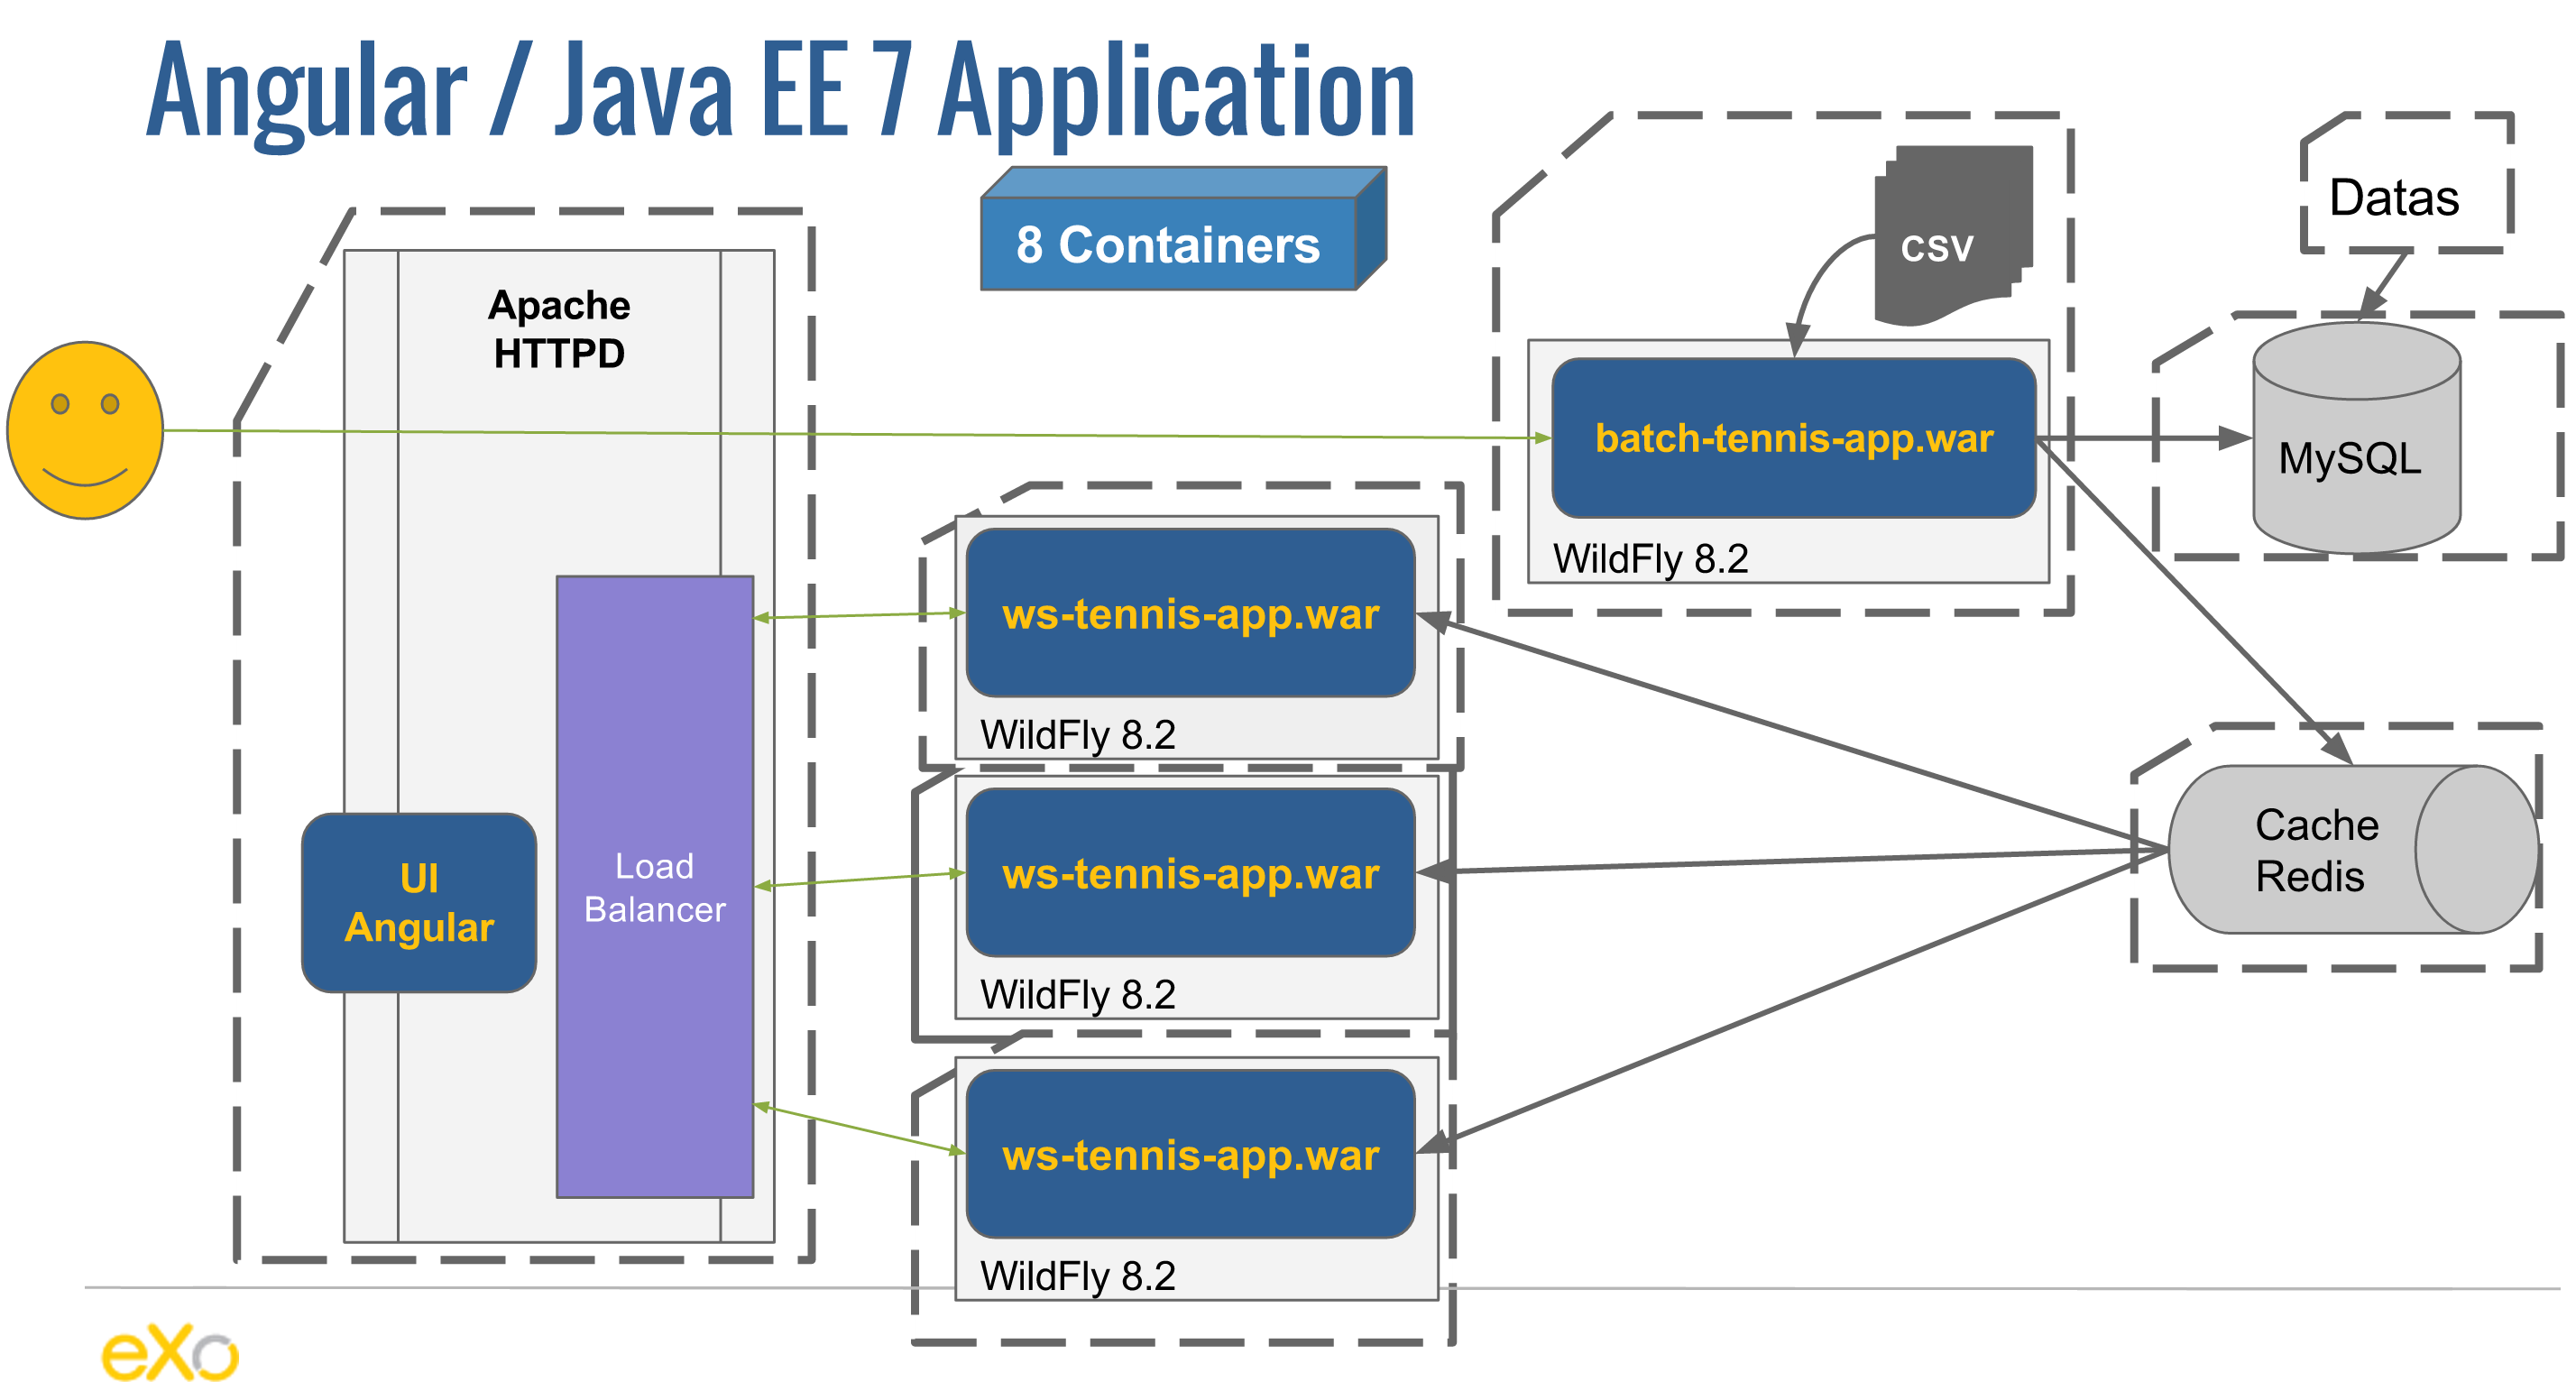 Angular / Java EE 7 Application
8 Containers
Apache
HTTPD
UI
Angular
Load
Balancer
ws-tennis-app.war
WildFly 8.2
ws-tennis-app.war
WildFly 8.2
ws-tennis-app.war
WildFly 8.2
CSV
batch-tennis-app.war
WildFly 8.2
Datas
MySQL
Cache
Redis
eXo